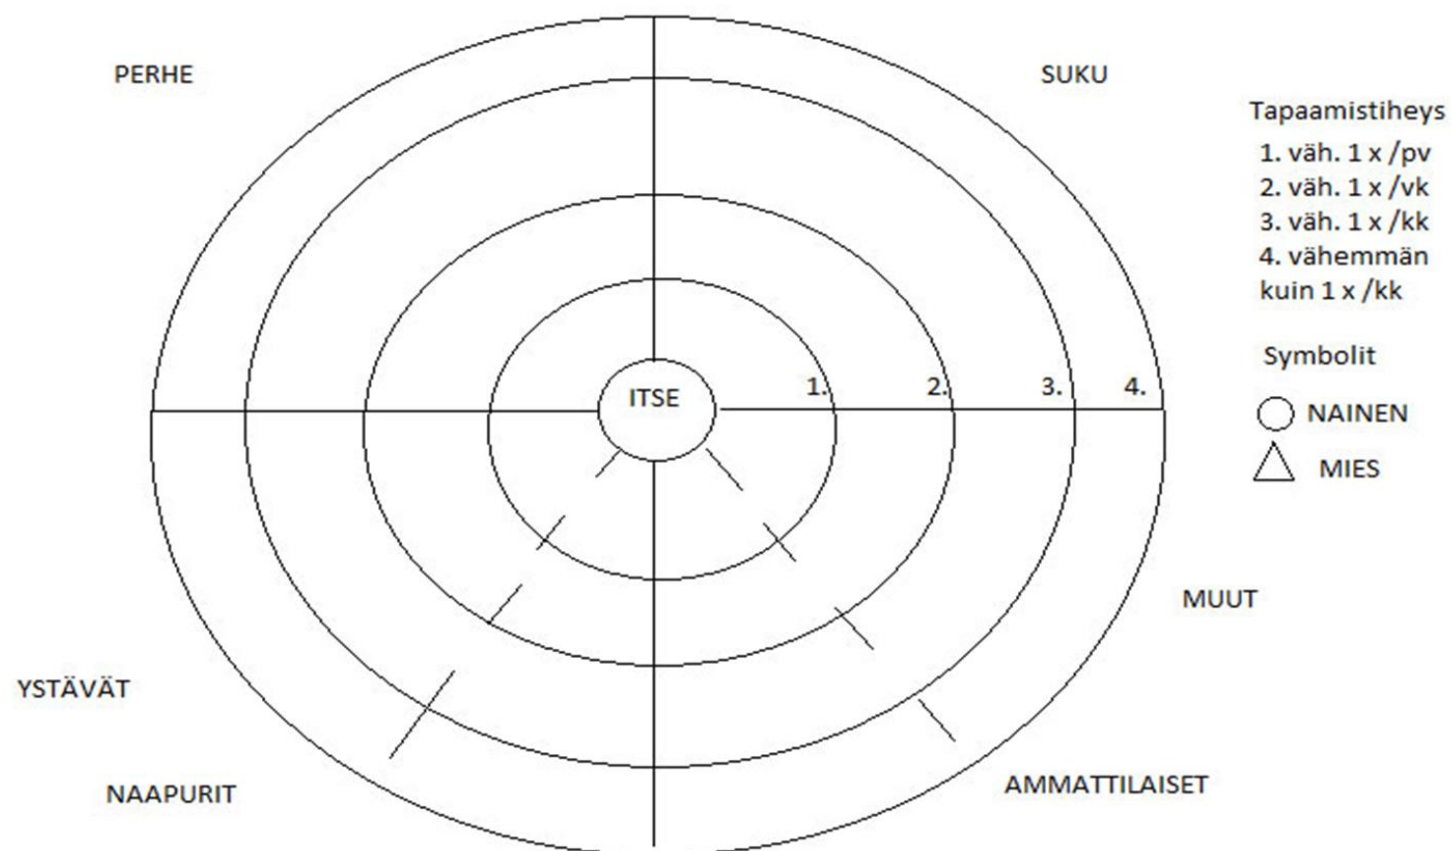 PERHE
SUKU
Tapaamistiheys
1. väh. 1 x /pv
2. väh. 1 x /vk
3. väh. 1 x /kk
4. vähemmän
kuin 1 x /kk
Symbolit
NAINEN
MIES
ITSE
1.
2.
3.
4.
MUUT
YSTÄVÄT
NAAPURIT
AMMATTILAISET